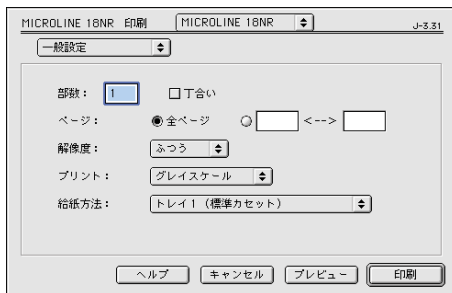 MICROLINE 18NR 印刷 MICROLINE 18NR J-3.31
一般設定
部数： 1 丁合い
ページ： 全ページ <-->
解像度： ふつう
プリント： グレイスケール
給紙方法： トレイ1（標準カセット）
ヘルプ キャンセル プレビュー 印刷